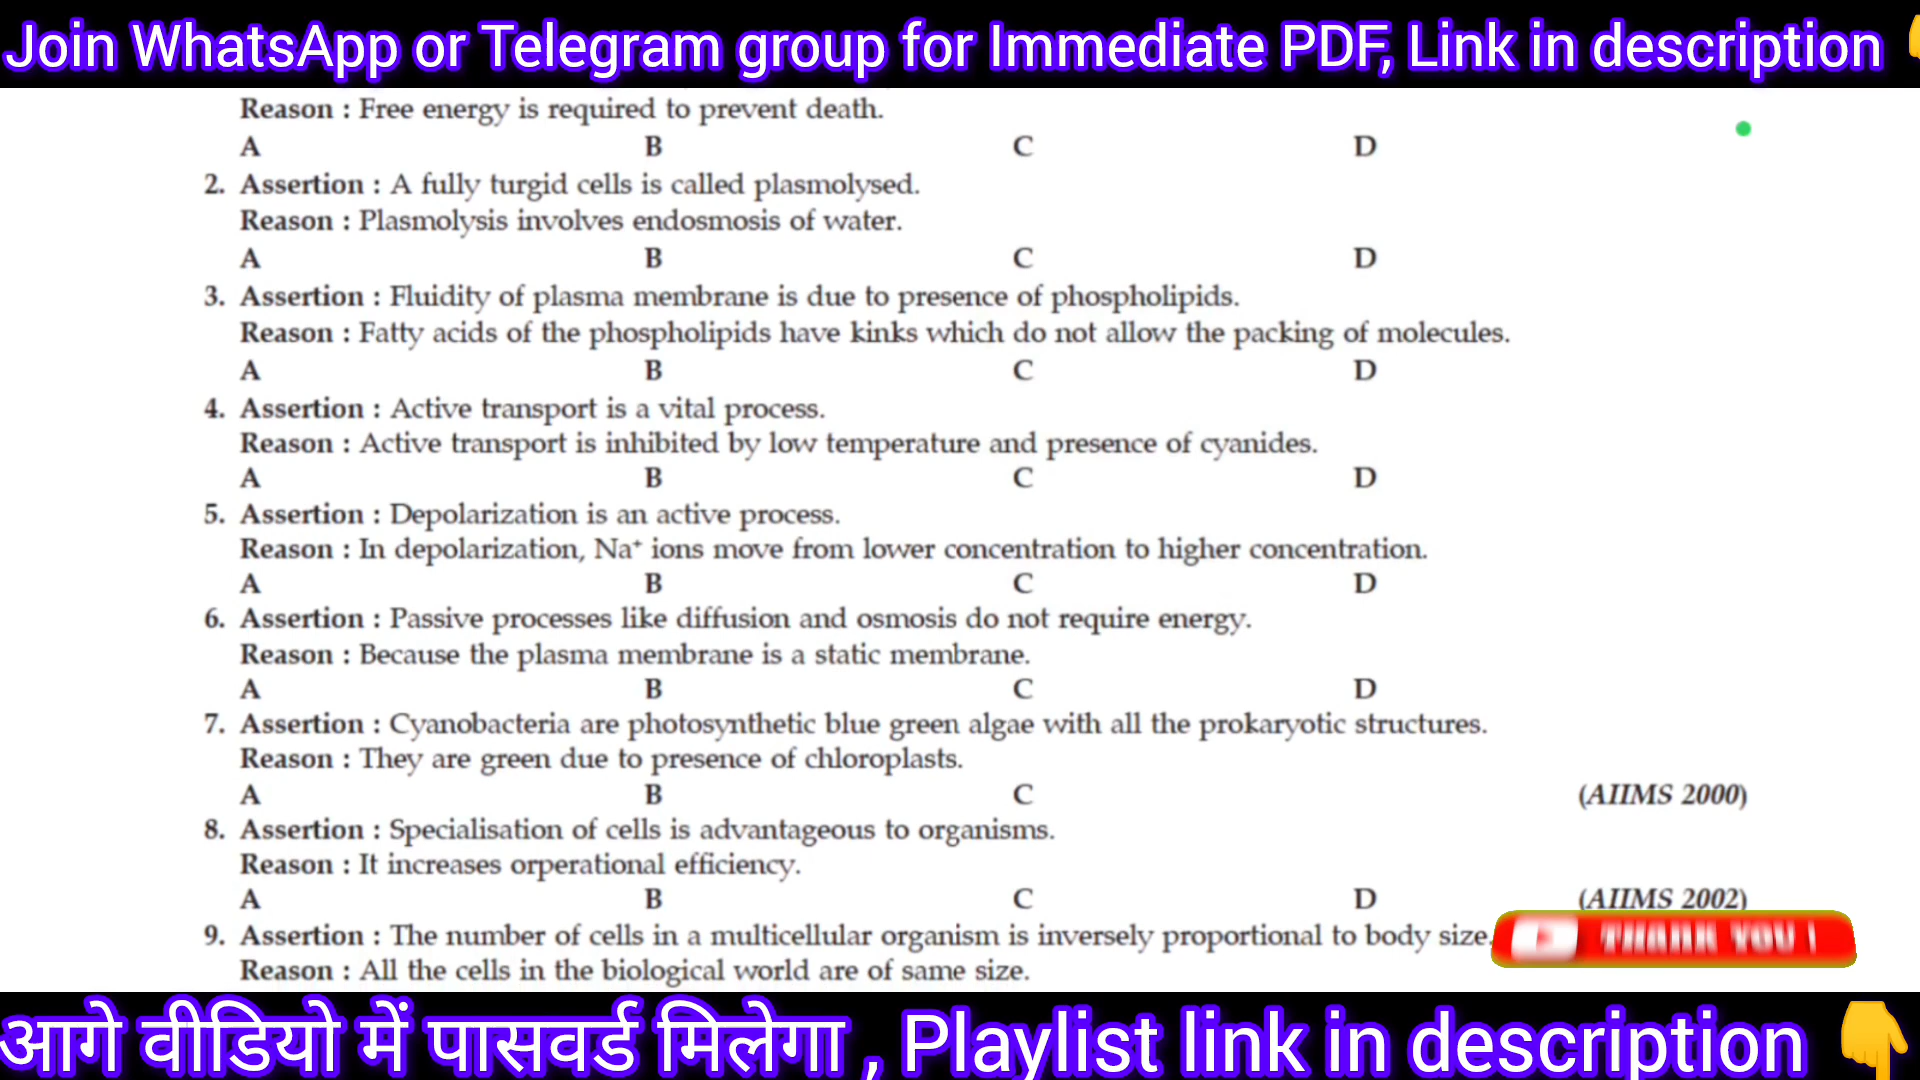 Join WhatsApp or Telegram group for Immediate PDF, Link in description
Reason : Free energy is required to prevent death.
A B C D
2. Assertion : A fully turgid cells is called plasmolysed.
Reason : Plasmolysis involves endosmosis of water.
A B C D
3. Assertion : Fluidity of plasma membrane is due to presence of phospholipids.
Reason : Fatty acids of the phospholipids have kinks which do not allow the packing of molecules.
A B C D
4. Assertion : Active transport is a vital process.
Reason : Active transport is inhibited by low temperature and presence of cyanides.
A B C D
5. Assertion : Depolarization is an active process.
Reason : In depolarization, Na⁺ ions move from lower concentration to higher concentration.
A B C D
6. Assertion : Passive processes like diffusion and osmosis do not require energy.
Reason : Because the plasma membrane is a static membrane.
A B C D
7. Assertion : Cyanobacteria are photosynthetic blue green algae with all the prokaryotic structures.
Reason : They are green due to presence of chloroplasts.
A B C (AIIMS 2000)
8. Assertion : Specialisation of cells is advantageous to organisms.
Reason : It increases orperational efficiency.
A B C D (AIIMS 2002)
9. Assertion : The number of cells in a multicellular organism is inversely proportional to body size.
THANK YOU !
Reason : All the cells in the biological world are of same size.
आगे वीडियो में पासवर्ड मिलेगा , Playlist link in description 👇